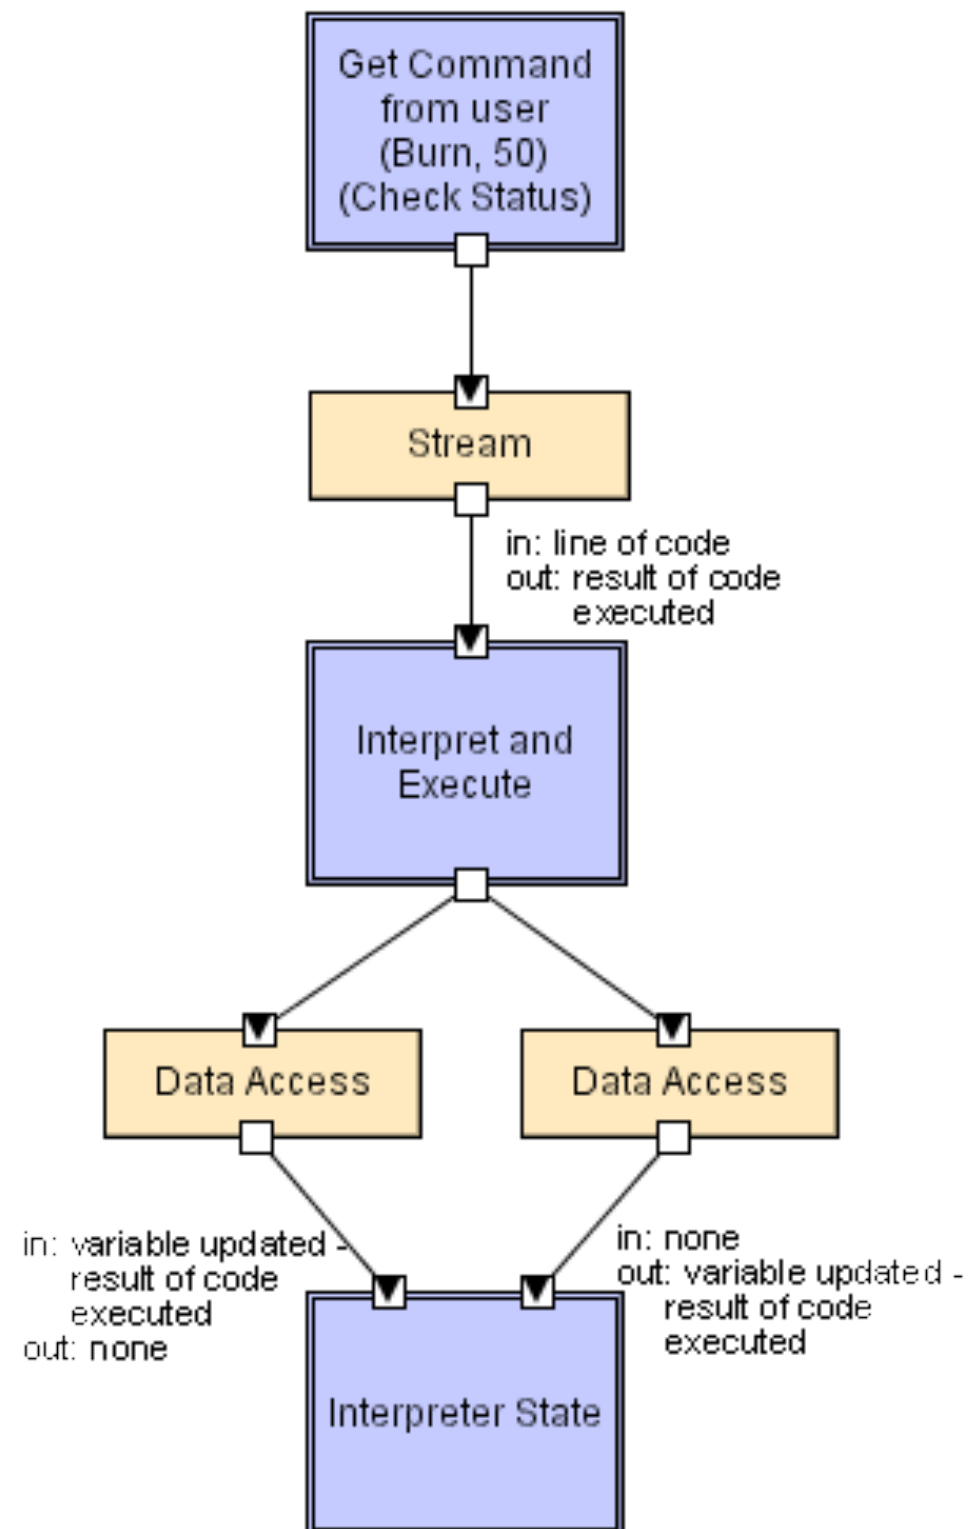 Get Command
from user
(Burn, 50)
(Check Status)
Stream
in: line of code
out: result of code
executed
Interpret and
Execute
Data Access
Data Access
in: variable updated -
result of code
executed
out: none
in: none
out: variable updated -
result of code
executed
Interpreter State